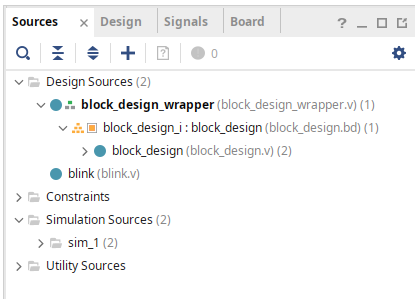 Sources × Design Signals Board ? _
0
Design Sources (2)
block_design_wrapper (block_design_wrapper.v) (1)
block_design_i : block_design (block_design.bd) (1)
block_design (block_design.v) (2)
blink (blink.v)
Constraints
Simulation Sources (2)
sim_1 (2)
Utility Sources